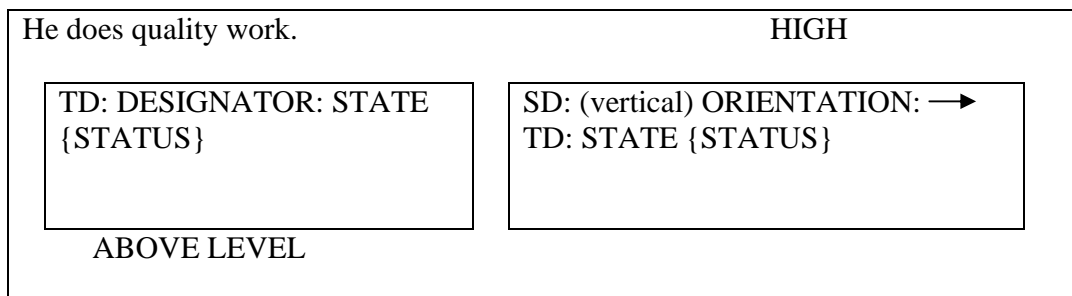 He does quality work. HIGH
TD: DESIGNATOR: STATE
{STATUS}
SD: (vertical) ORIENTATION: →
TD: STATE {STATUS}
ABOVE LEVEL